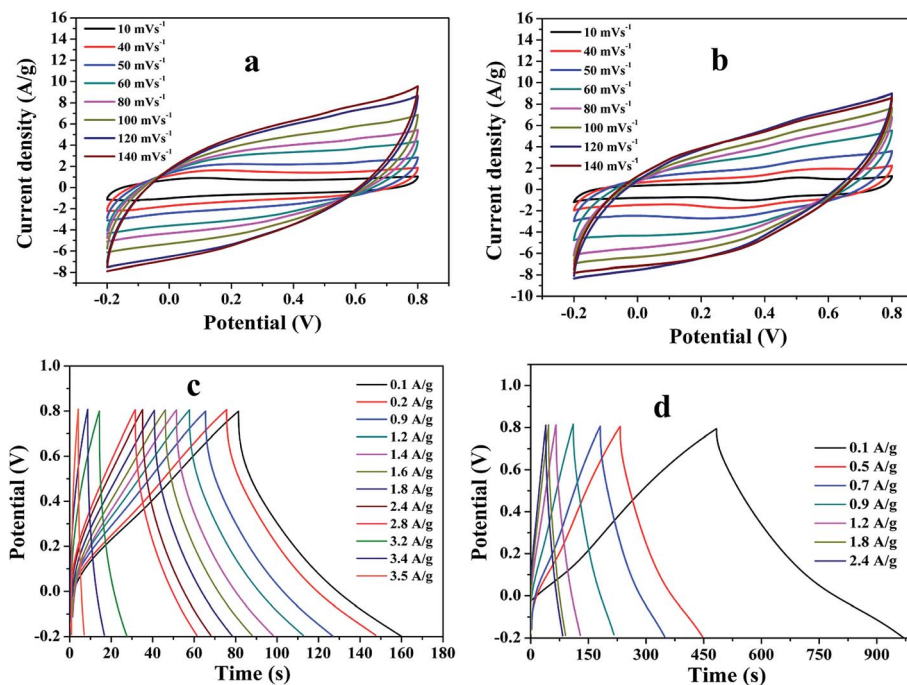 a
Current density (A/g)
16
14
12
10
8
6
4
2
0
-2
-4
-6
-8
10 mVs-1
40 mVs-1
50 mVs-1
60 mVs-1
80 mVs-1
100 mVs-1
120 mVs-1
140 mVs-1
-0.2 0.0 0.2 0.4 0.6 0.8
Potential (V)
b
Current density (A/g)
16
14
12
10
8
6
4
2
0
-2
-4
-6
-8
-10
10 mVs-1
40 mVs-1
50 mVs-1
60 mVs-1
80 mVs-1
100 mVs-1
120 mVs-1
140 mVs-1
-0.2 0.0 0.2 0.4 0.6 0.8
Potential (V)
c
Potential (V)
1.0
0.8
0.6
0.4
0.2
0.0
-0.2
0.1 A/g
0.2 A/g
0.9 A/g
1.2 A/g
1.4 A/g
1.6 A/g
1.8 A/g
2.4 A/g
2.8 A/g
3.2 A/g
3.4 A/g
3.5 A/g
0 20 40 60 80 100 120 140 160 180
Time (s)
d
Potential (V)
1.0
0.8
0.6
0.4
0.2
0.0
-0.2
0.1 A/g
0.5 A/g
0.7 A/g
0.9 A/g
1.2 A/g
1.8 A/g
2.4 A/g
0 150 300 450 600 750 900
Time (s)